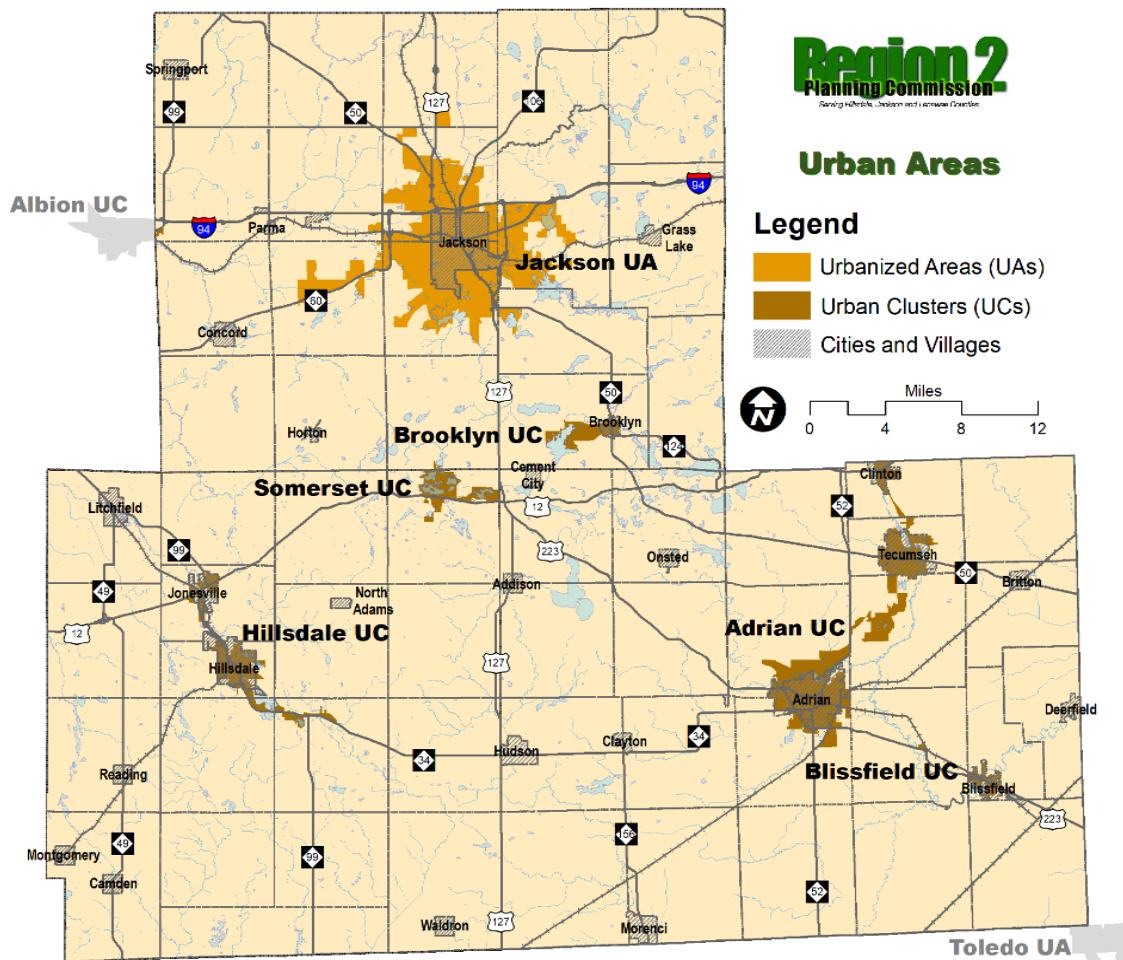 Region 2
Planning Commission
Serving Hillsdale, Jackson and Lenawee Counties
Urban Areas
Legend
Urbanized Areas (UAs)
Urban Clusters (UCs)
Cities and Villages
N
Miles
0 4 8 12
Springport
99
50
127
106
94
Albion UC
94
Parma
Jackson
Grass
Lake
Jackson UA
60
Concord
127
50
Brooklyn
Horton
Brooklyn UC
124
Cement
City
Clinton
Somerset UC
Litchfield
12
52
99
223
Onsted
Tecumseh
50
Britton
49
Jonesville
North
Adams
Addison
12
Hillsdale UC
Adrian UC
127
Hillsdale
Adrian
Deerfield
34
Hudson
Clayton
34
Reading
Blissfield UC
Blissfield
223
49
156
Montgomery
99
Camden
52
Waldron
127
Morenci
Toledo UA